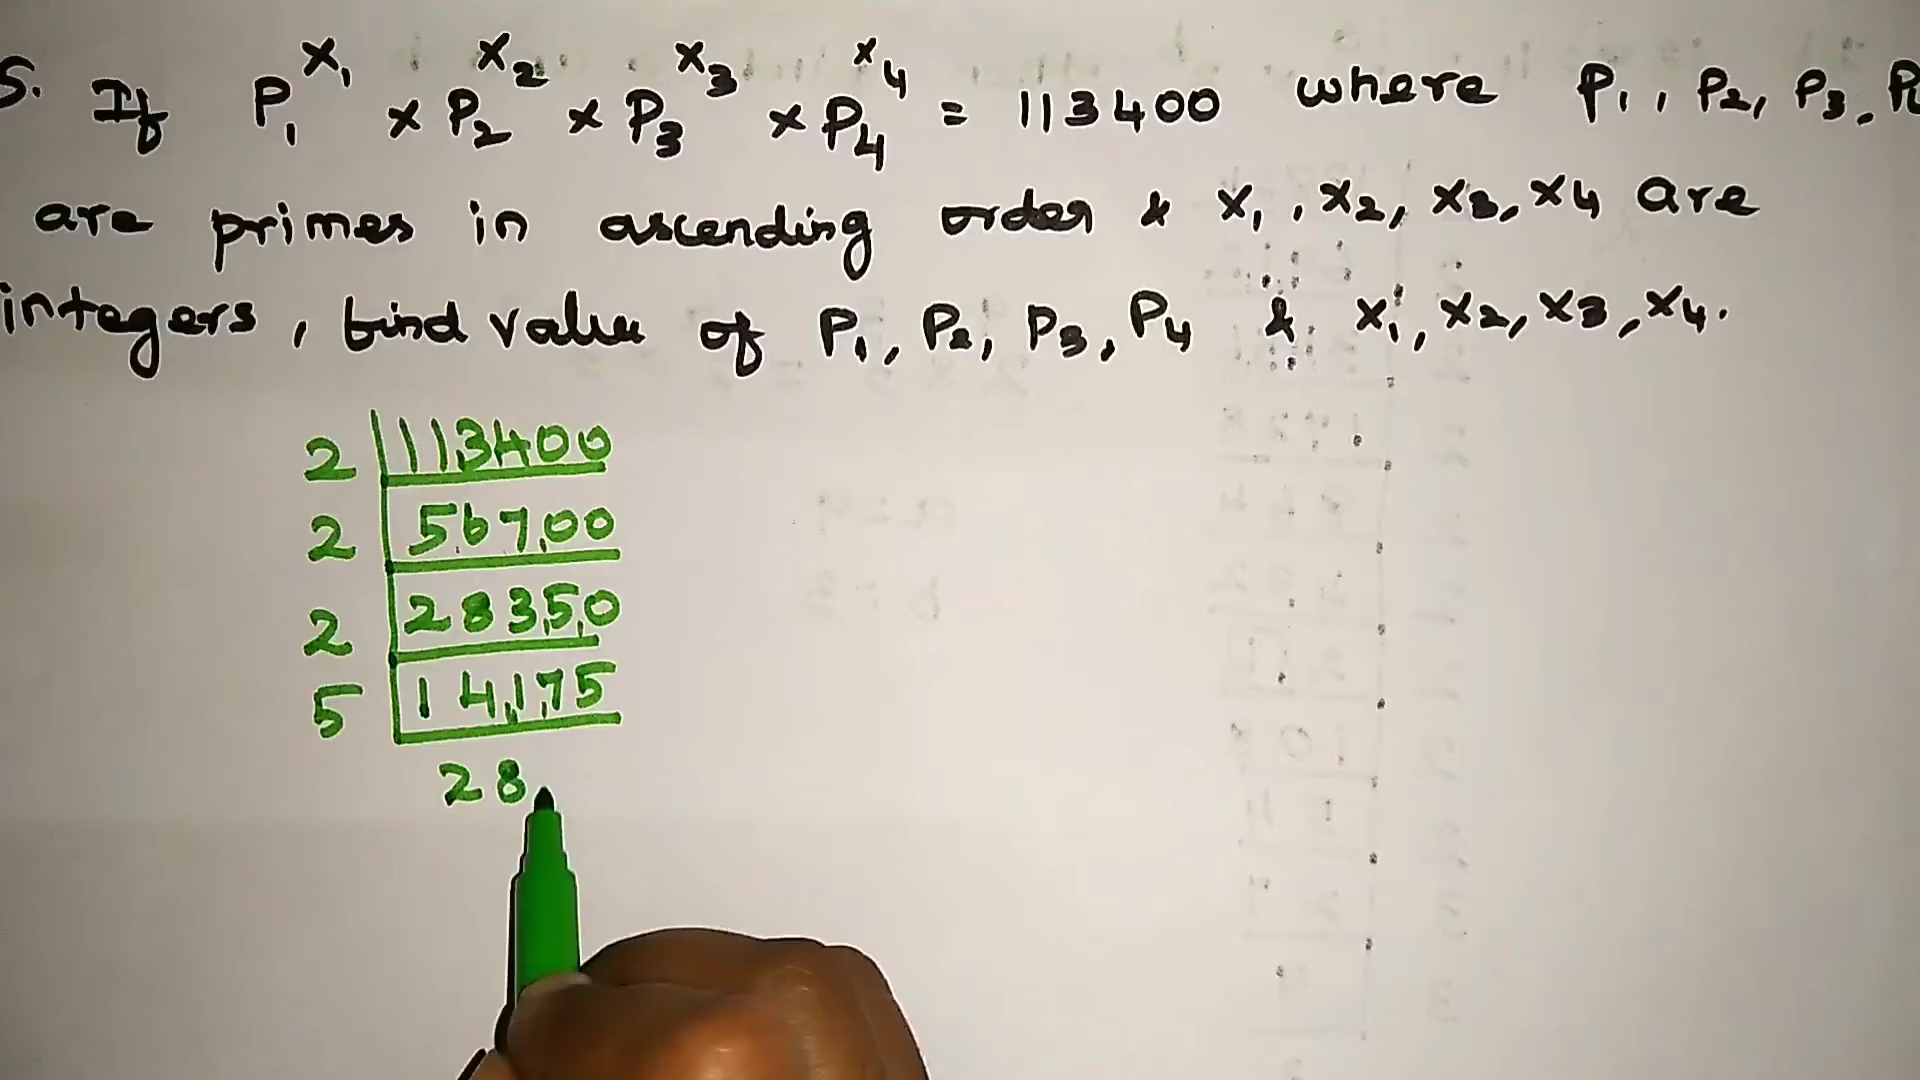 5. If P₁^x₁ × P₂^x₂ × P₃^x₃ × P₄^x₄ = 113400 where P₁, P₂, P₃, P
are primes in ascending order & x₁, x₂, x₃, x₄ are
integers, find value of P₁, P₂, P₃, P₄ & x₁, x₂, x₃, x₄.
2 | 113400
2 | 56700
2 | 28350
5 | 14175
28